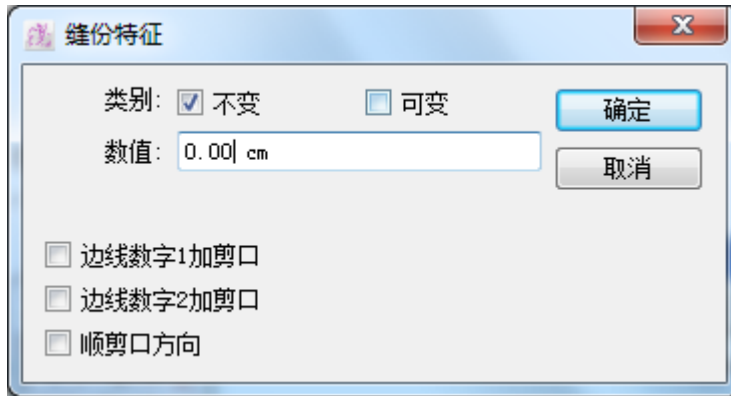 缝份特征
类别: 不变 可变 确定
数值: 0.00 cm 取消
边线数字1加剪口
边线数字2加剪口
顺剪口方向